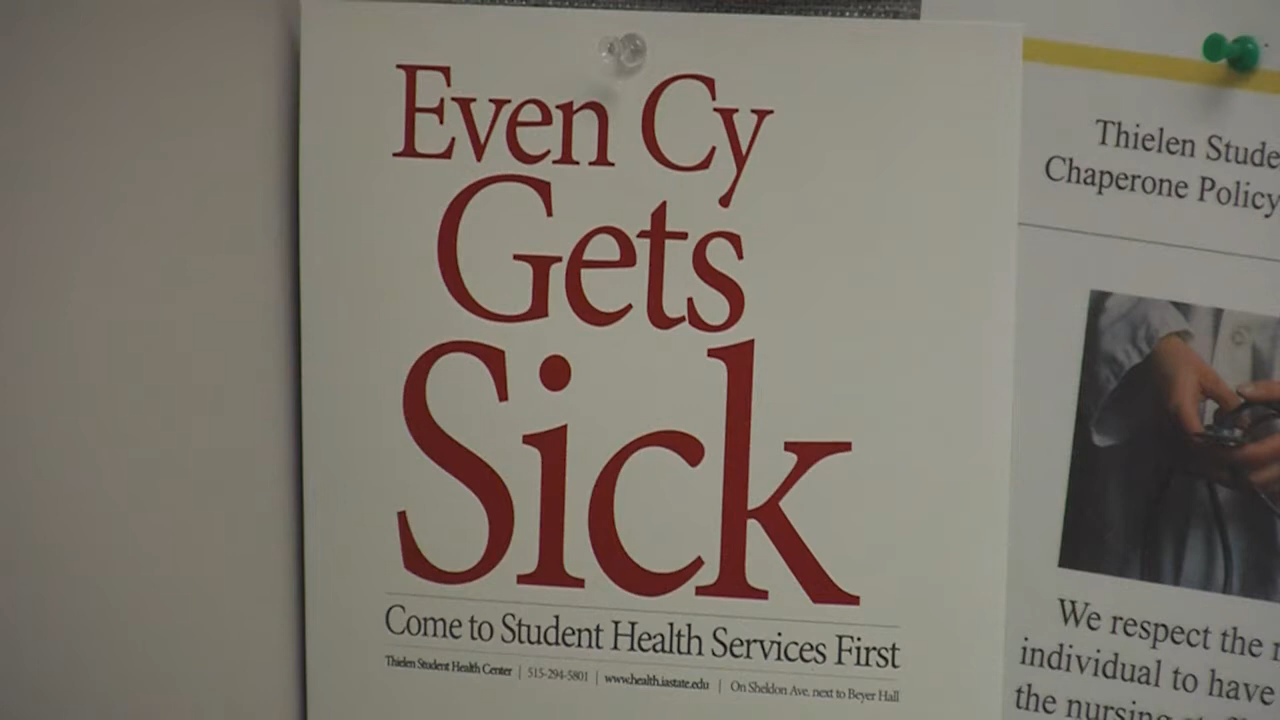 Even Cy
Gets
Sick
Come to Student Health Services First
Thielen Student Health Center | 515-294-5801 | www.health.iastate.edu | On Sheldon Ave. next to Beyer Hall
Thielen
Chaperone Policy
We respect the
individual to have
the nursing